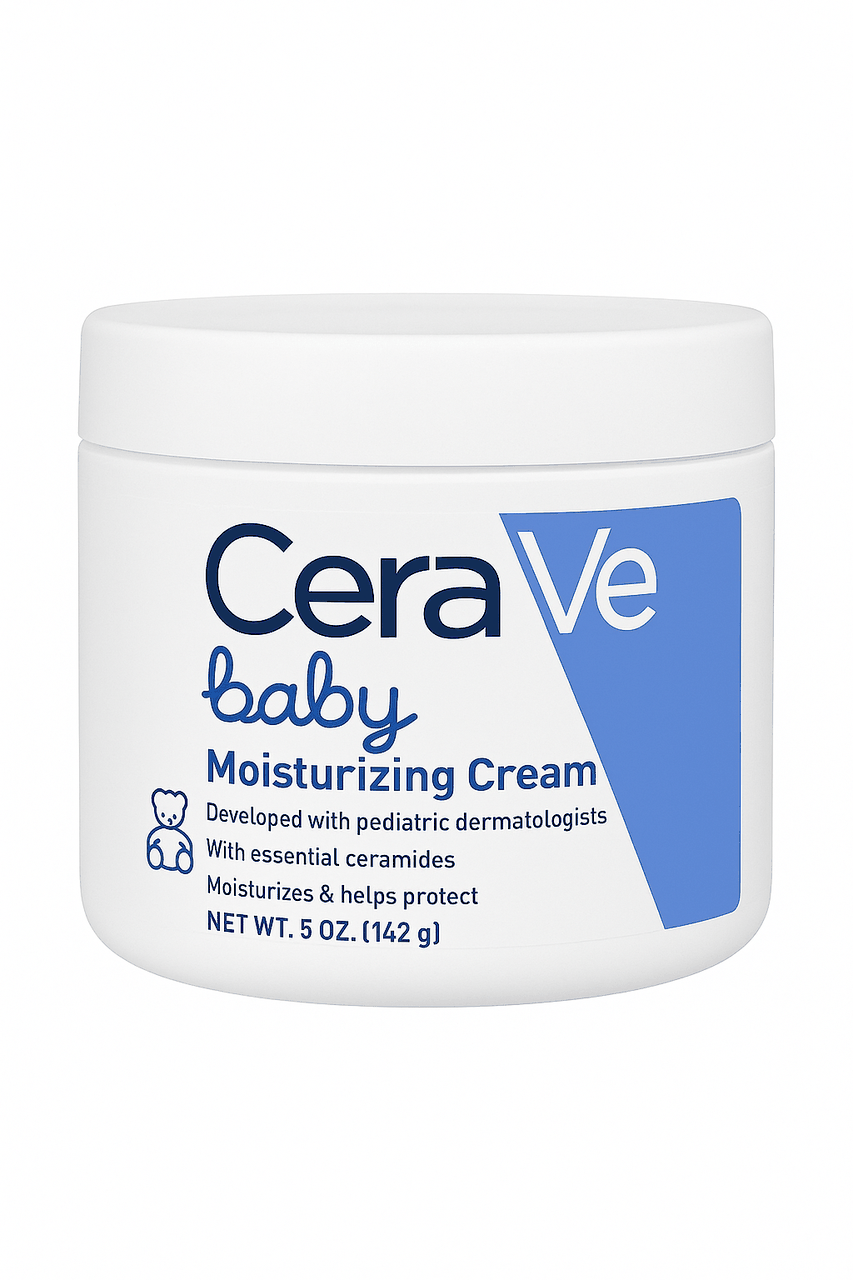 CeraVe
baby
Moisturizing Cream
Developed with pediatric dermatologists
With essential ceramides
Moisturizes & helps protect
NET WT. 5 OZ. (142 g)